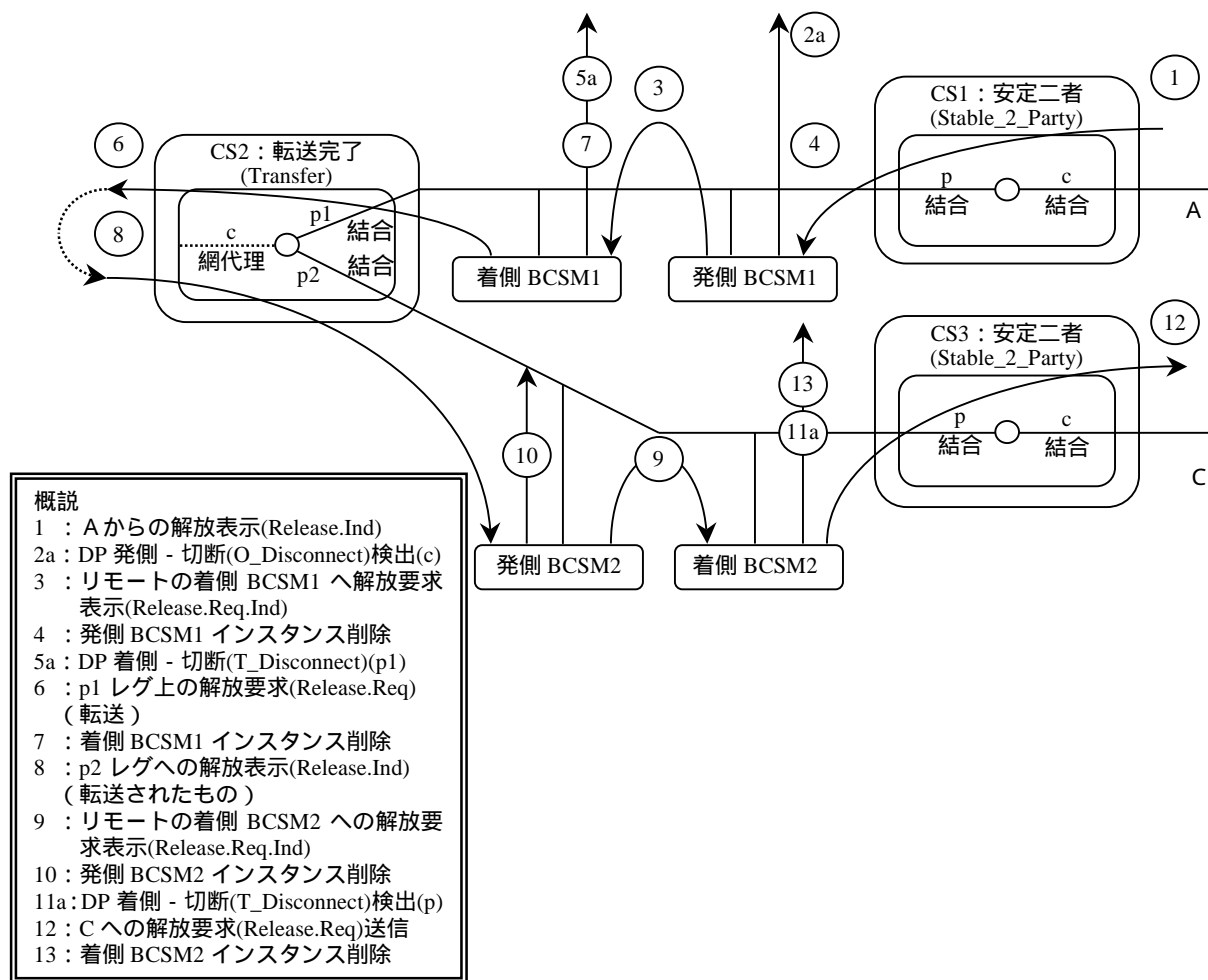 2a
1
5a
3
CS1：安定二者
(Stable_2_Party)
6
CS2：転送完了
(Transfer)
7
4
p
結合
c
結合
A
p1
結合
8
c
網代理
p2
結合
着側 BCSM1
発側 BCSM1
12
CS3：安定二者
(Stable_2_Party)
13
p
結合
c
結合
11a
10
9
C
発側 BCSM2
着側 BCSM2
概説
1 ：Ａからの解放表示(Release.Ind)
2a：DP 発側 - 切断(O_Disconnect)検出(c)
3 ：リモートの着側 BCSM1 へ解放要求
表示(Release.Req.Ind)
4 ：発側 BCSM1 インスタンス削除
5a：DP 着側 - 切断(T_Disconnect)(p1)
6 ：p1 レグ上の解放要求(Release.Req)
（転送）
7 ：着側 BCSM1 インスタンス削除
8 ：p2 レグへの解放表示(Release.Ind)
（転送されたもの）
9 ：リモートの着側 BCSM2 への解放要
求表示(Release.Req.Ind)
10：発側 BCSM2 インスタンス削除
11a：DP 着側 - 切断(T_Disconnect)検出(p)
12：C への解放要求(Release.Req)送信
13：着側 BCSM2 インスタンス削除